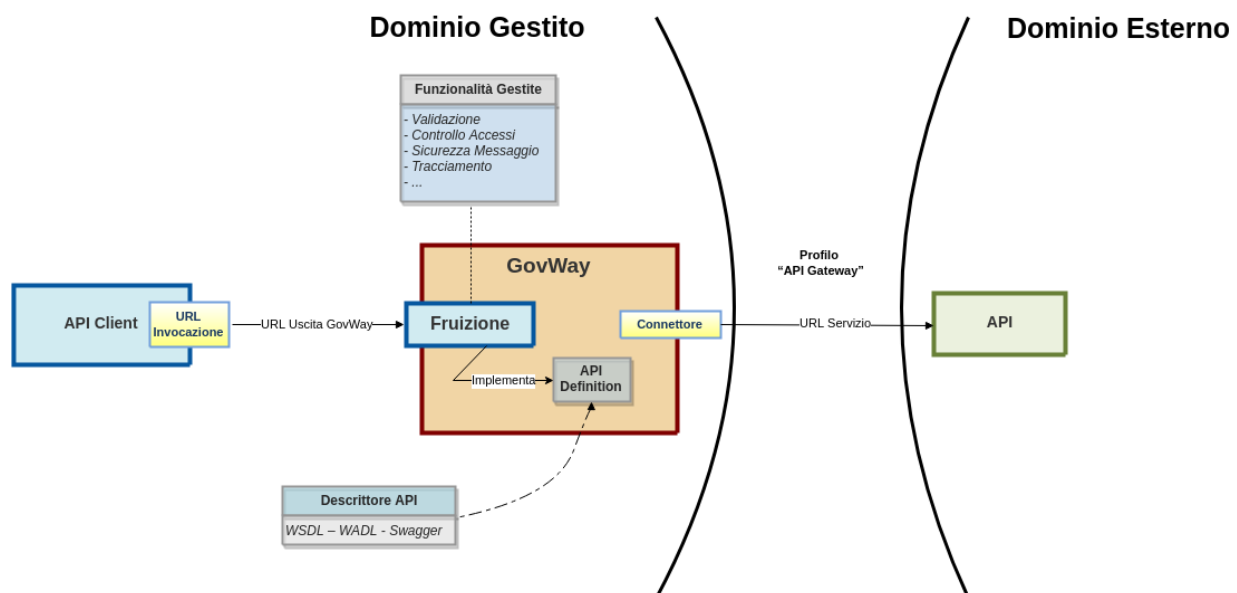 Dominio Gestito
Dominio Esterno
Funzionalità Gestite
- Validazione
- Controllo Accessi
- Sicurezza Messaggio
- Tracciamento
- ...
GovWay
Profilo
“API Gateway”
API Client
URL
Invocazione
URL Uscita GovWay
Fruizione
Connettore
URL Servizio
API
Implementa
API
Definition
Descrittore API
WSDL – WADL - Swagger